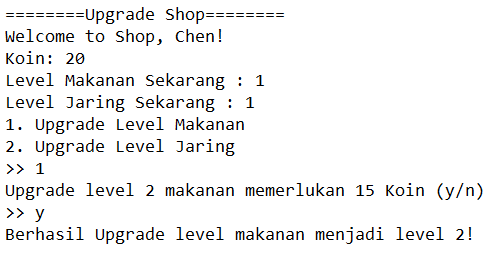 ========Upgrade Shop========
Welcome to Shop, Chen!
Koin: 20
Level Makanan Sekarang : 1
Level Jaring Sekarang : 1
1. Upgrade Level Makanan
2. Upgrade Level Jaring
>> 1
Upgrade level 2 makanan memerlukan 15 Koin (y/n)
>> y
Berhasil Upgrade level makanan menjadi level 2!